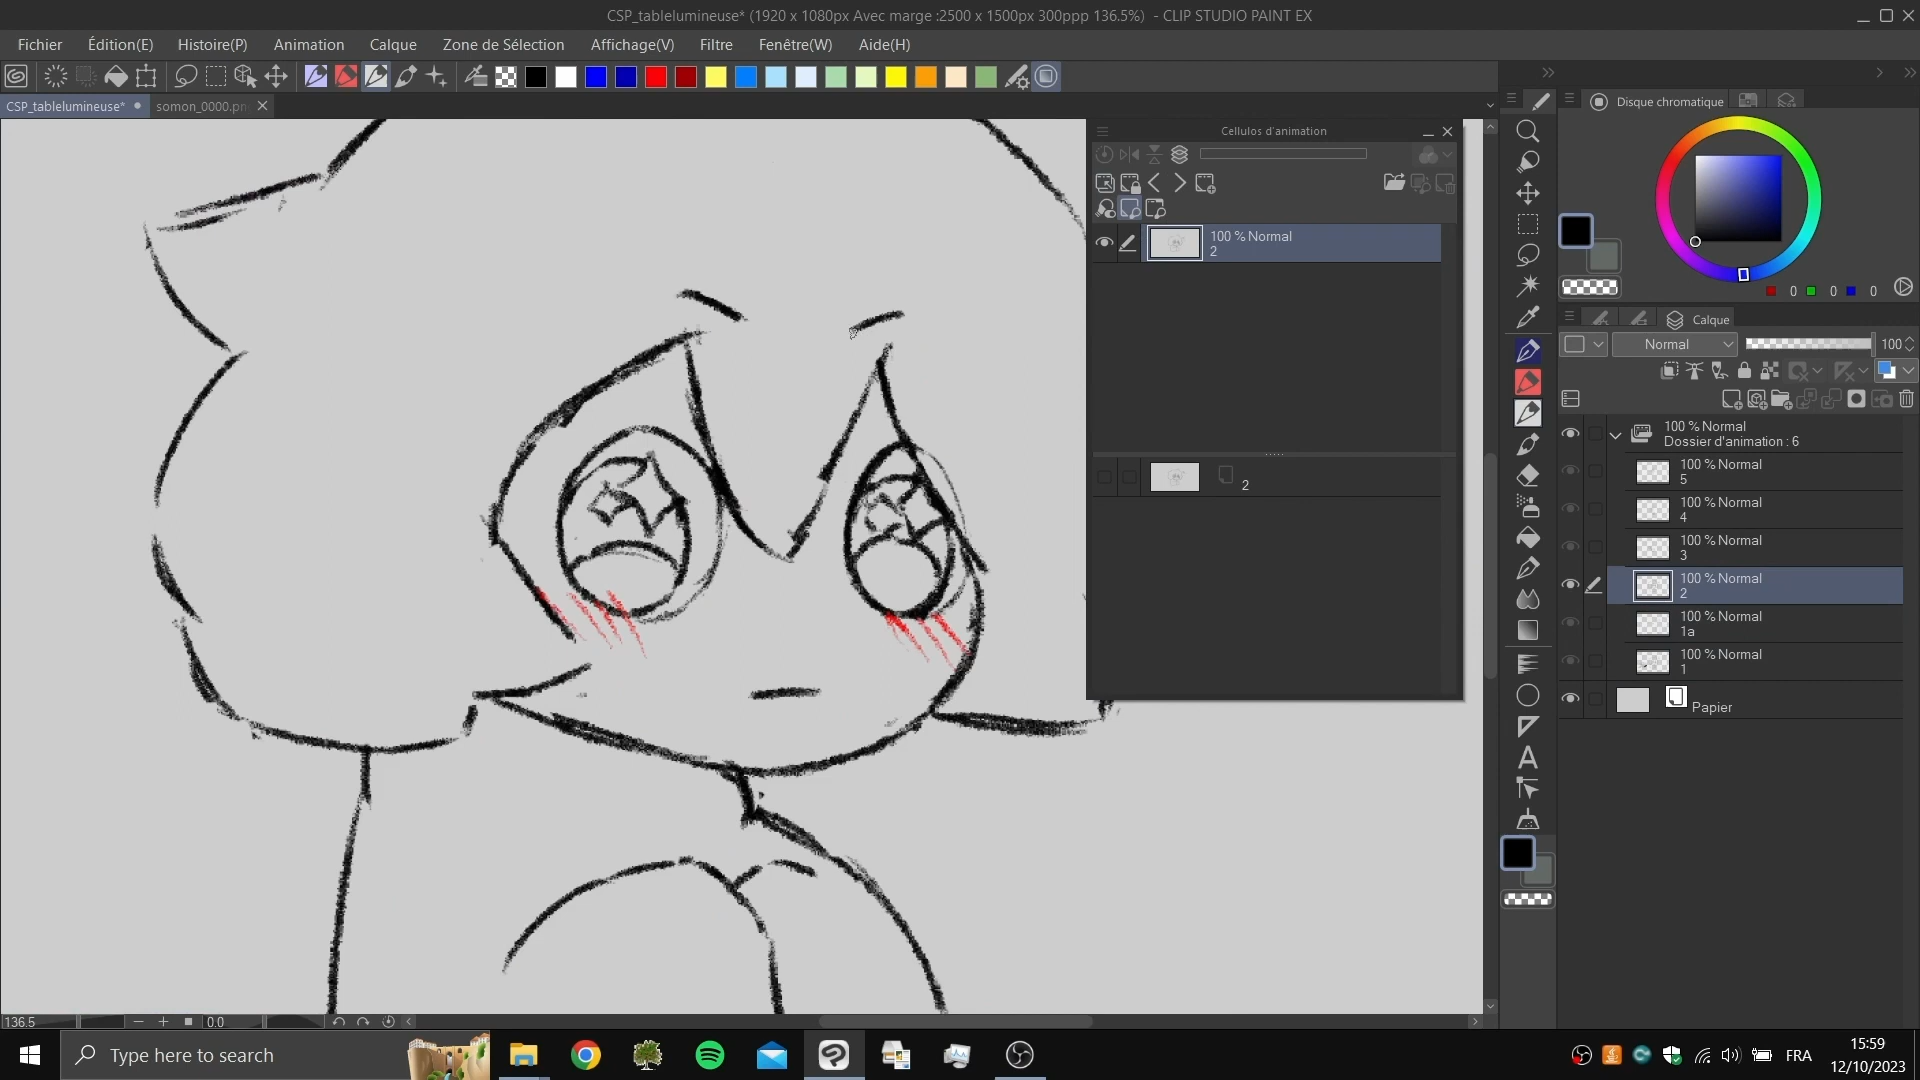 CSP_tablelumineuse* (1920 x 1080px Avec marge :2500 x 1500px 300ppp 136.5%) - CLIP STUDIO PAINT EX
Fichier Édition(E) Histoire(P) Animation Calque Zone de Sélection Affichage(V) Filtre Fenêtre(W) Aide(H)
CSP_tablelumineuse* somon_0000.pn
Cellulos d'animation
100 % Normal
2
2
Disque chromatique
0 0 0
Calque
Normal 100
100 % Normal
Dossier d'animation : 6
100 % Normal
5
100 % Normal
4
100 % Normal
3
100 % Normal
2
100 % Normal
1a
100 % Normal
1
Papier
136.5 0.0
Type here to search
FRA
15:59
12/10/2023